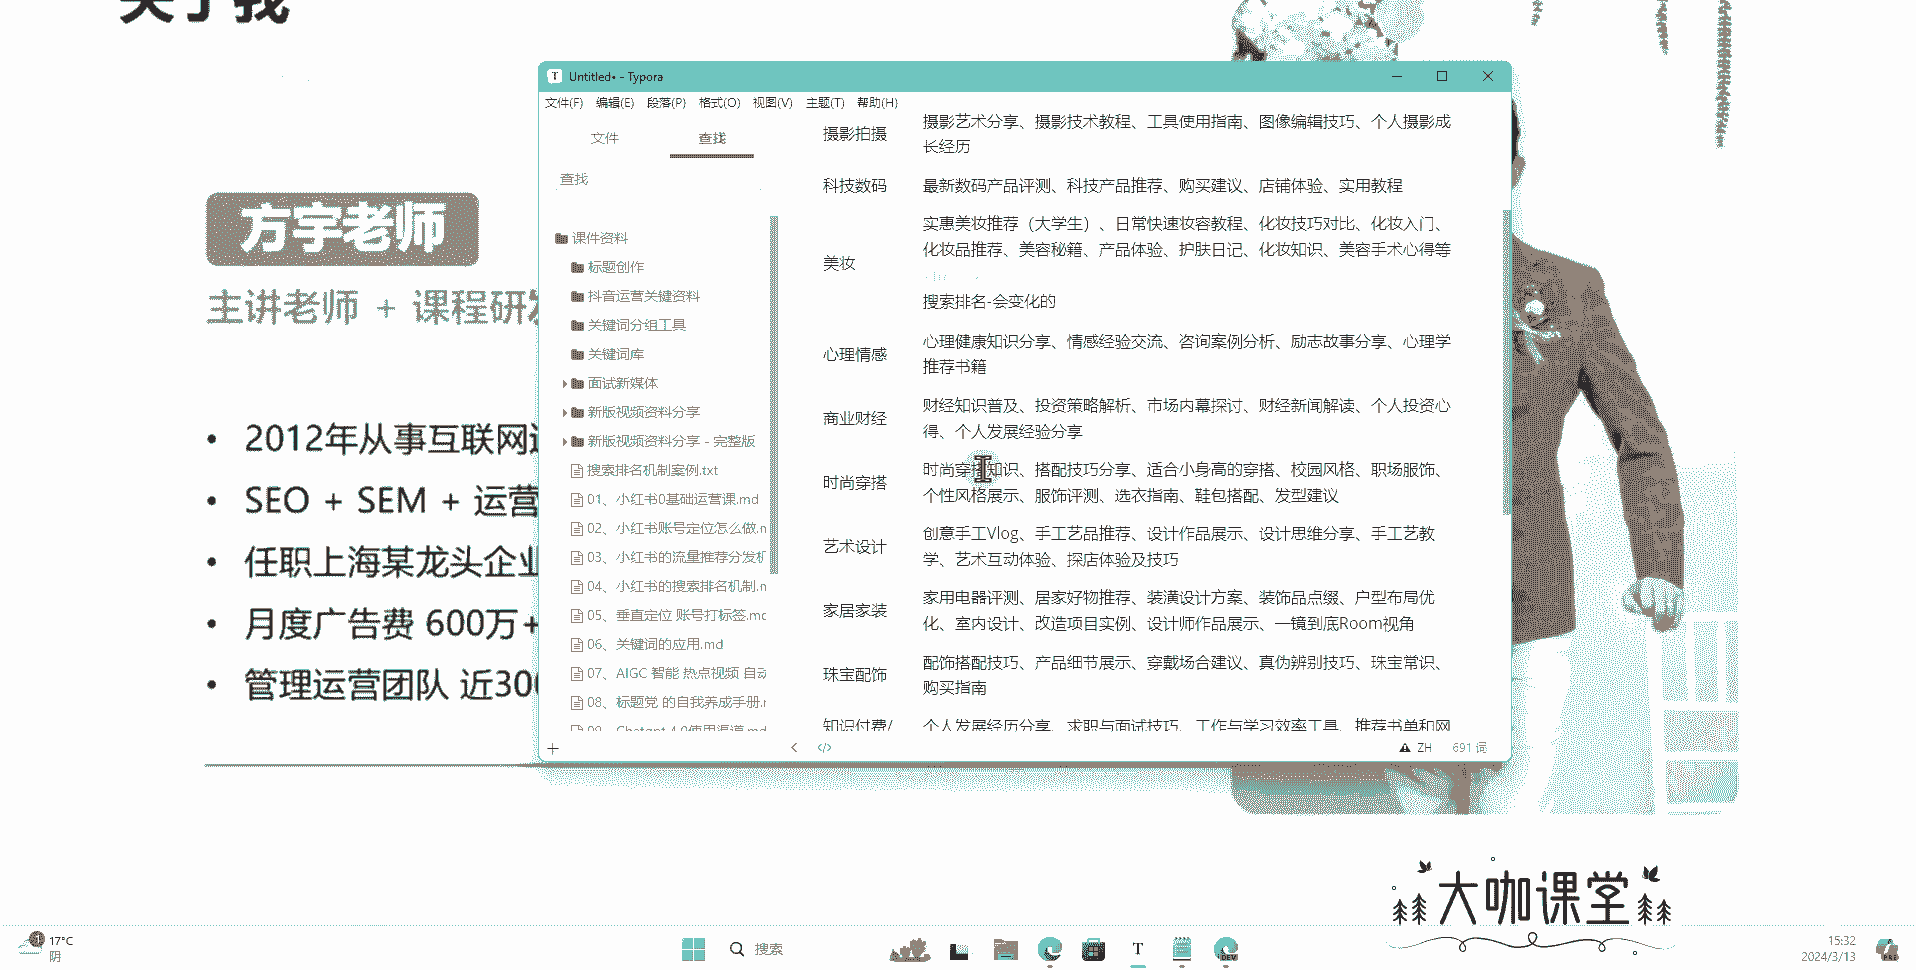 关于我
方宇老师
主讲老师 + 课程研发
2012年从事互联网
SEO + SEM + 运营
任职上海某龙头企业
月度广告费 600万+
管理运营团队 近300
Untitled• - Typora
文件(F) 编辑(E) 段落(P) 格式(O) 视图(V) 主题(T) 帮助(H)
文件 查找
查找
课件资料
标题创作
抖音运营关键资料
关键词分组工具
关键词库
面试新媒体
新版视频资料分享
新版视频资料分享 - 完整版
搜索排名机制案例.txt
01、小红书0基础运营课.md
02、小红书账号定位怎么做.m
03、小红书的流量推荐分发机
04、小红书的搜索排名机制.m
05、垂直定位 账号打标签.md
06、关键词的应用.md
07、AIGC 智能 热点视频 自动
08、标题党 的自我养成手册.m
09、Chatgpt 4.0使用渠道.md
摄影拍摄 摄影艺术分享、摄影技术教程、工具使用指南、图像编辑技巧、个人摄影成
长经历
科技数码 最新数码产品评测、科技产品推荐、购买建议、店铺体验、实用教程
美妆 实惠美妆推荐（大学生）、日常快速妆容教程、化妆技巧对比、化妆入门、
化妆品推荐、美容秘籍、产品体验、护肤日记、化妆知识、美容手术心得等
搜索排名-会变化的
心理情感 心理健康知识分享、情感经验交流、咨询案例分析、励志故事分享、心理学
推荐书籍
商业财经 财经知识普及、投资策略解析、市场内幕探讨、财经新闻解读、个人投资心
得、个人发展经验分享
时尚穿搭 时尚穿搭知识、搭配技巧分享、适合小身高的穿搭、校园风格、职场服饰、
个性风格展示、服饰评测、选衣指南、鞋包搭配、发型建议
艺术设计 创意手工Vlog、手工艺品推荐、设计作品展示、设计思维分享、手工艺教
学、艺术互动体验、探店体验及技巧
家居家装 家用电器评测、居家好物推荐、装潢设计方案、装饰品点缀、户型布局优
化、室内设计、改造项目实例、设计师作品展示、一镜到底Room视角
珠宝配饰 配饰搭配技巧、产品细节展示、穿戴场合建议、真伪辨别技巧、珠宝常识、
购买指南
知识付费/ 个人发展经历分享、求职与面试技巧、工作与学习效率工具、推荐书单和网
ZH 691 词
大咖课堂
1
17°C
阴
搜索
T
DEV
15:32
2024/3/13
PRE